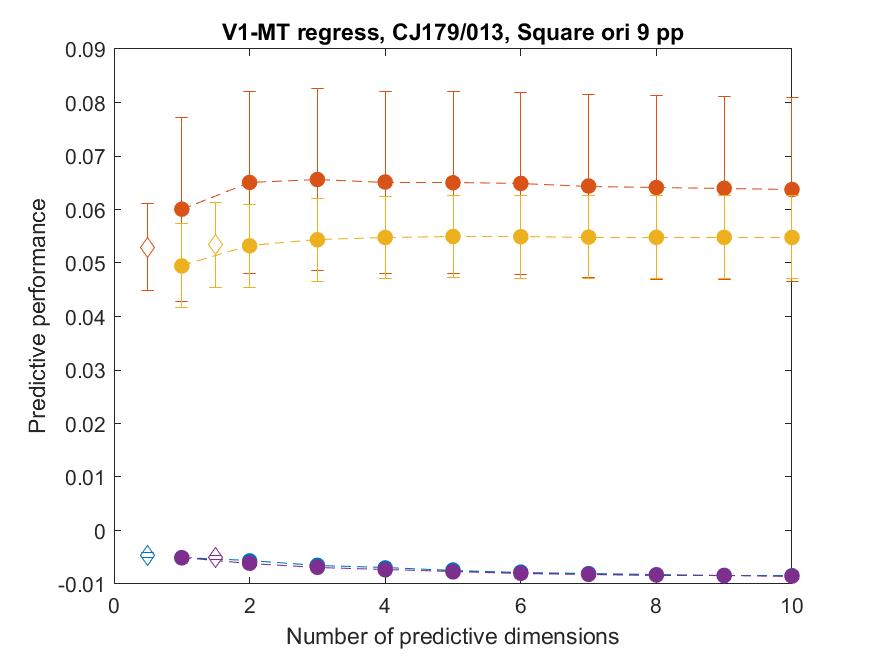 V1-MT regress, CJ179/013, Square ori 9 pp
0.09
0.08
0.07
0.06
0.05
0.04
0.03
0.02
0.01
0
-0.01
Predictive performance
0 2 4 6 8 10
Number of predictive dimensions